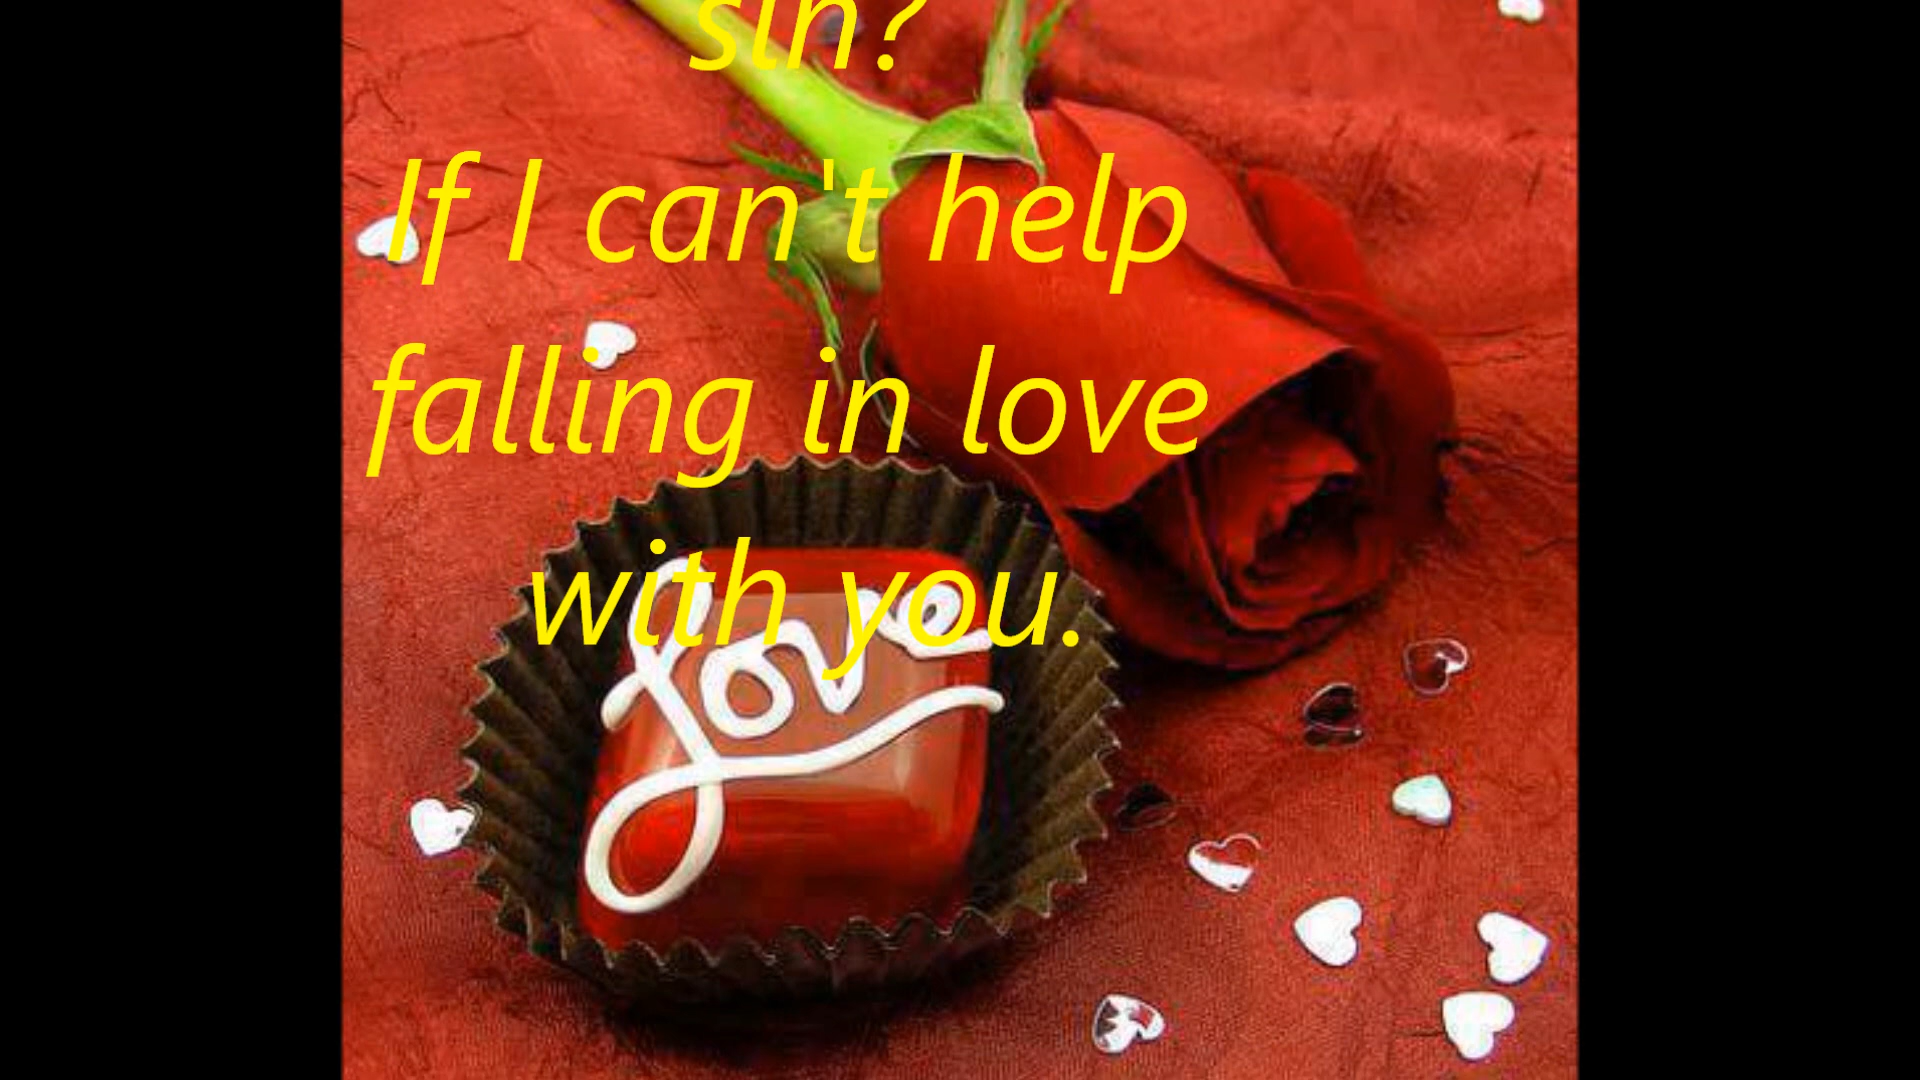 sin?
If I can't help
falling in love
with you.
Love